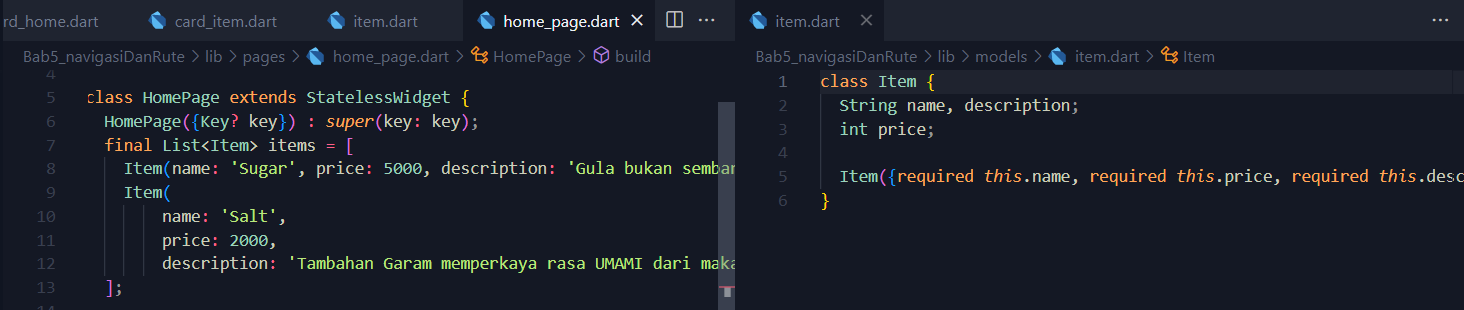 rd_home.dart card_item.dart item.dart home_page.dart
Bab5_navigasiDanRute > lib > pages > home_page.dart > HomePage > build
4
5 class HomePage extends StatelessWidget {
6 HomePage({Key? key}) : super(key: key);
7 final List<Item> items = [
8 Item(name: 'Sugar', price: 5000, description: 'Gula bukan sembar
9 Item(
10 name: 'Salt',
11 price: 2000,
12 description: 'Tambahan Garam memperkaya rasa UMAMI dari maka
13 ];
14
item.dart
Bab5_navigasiDanRute > lib > models > item.dart > Item
1 class Item {
2 String name, description;
3 int price;
4
5 Item({required this.name, required this.price, required this.desc
6 }